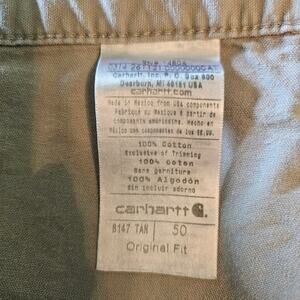 Carhartt, Inc. P. O. Box 600
Dearborn, MI 48121 USA
carhartt.com
Made in Mexico from USA components
Fabriqué au Mexique à partir de
composants américains. Hecho en
México con componentes de los EE.UU.
100% Cotton
Exclusive of Trimming
100% coton
Sans garniture
100% Algodón
sin incluir adorno
carhartt
B147 TAN 50
Original Fit